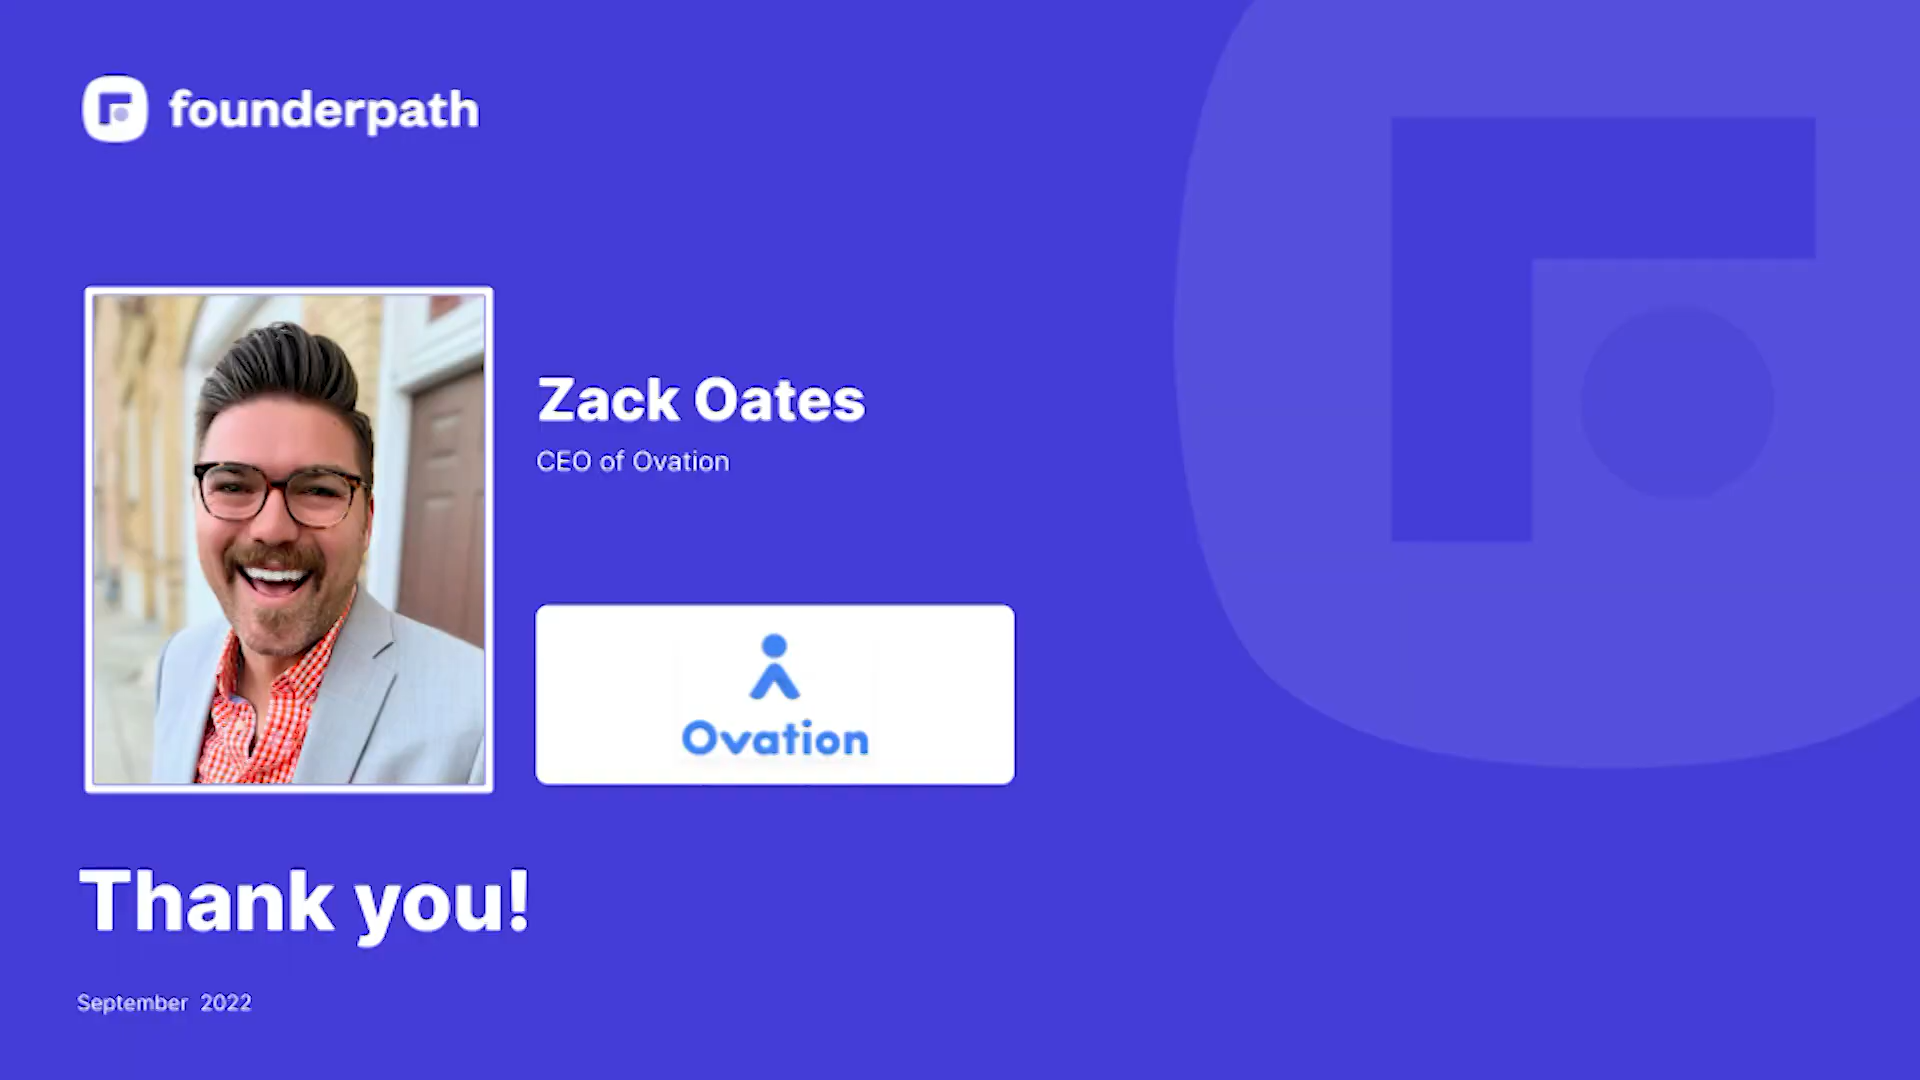 founderpath
Zack Oates
CEO of Ovation
Ovation
Thank you!
September 2022